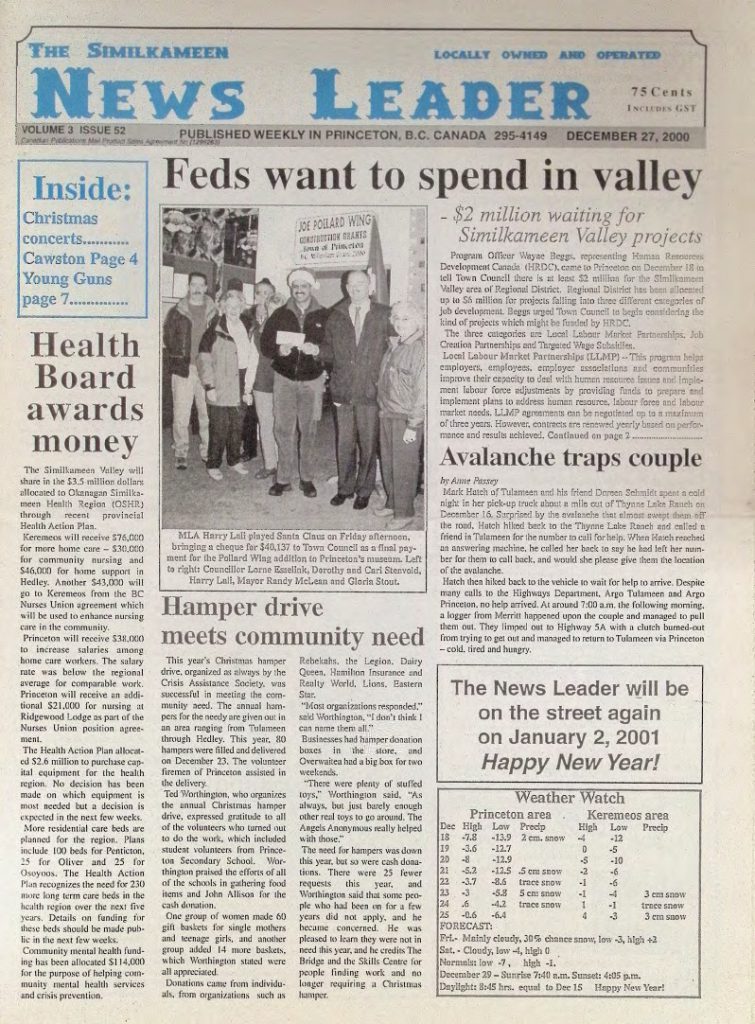 THE SIMILKAMEEN
LOCALLY OWNED AND OPERATED
NEWS LEADER
75 Cents
INCLUDES GST
VOLUME 3 ISSUE 52
PUBLISHED WEEKLY IN PRINCETON, B.C. CANADA 295-4149 DECEMBER 27, 2000
Canadian Publications Mail Product Sales Agreement
Inside:
Christmas
concerts............
Cawston Page 4
Young Guns
page 7..............
Health
Board
awards
money
The Similkameen Valley will
share in the $3.5 million dollars
allocated to Okanagan Similka-
meen Health Region (OSHR)
through recent provincial
Health Action Plan.
Keremeos will receive $76,000
for more home care – $30,000
for community nursing and
$46,000 for home support in
Hedley. Another $43,000 will
go to Keremeos from the BC
Nurses Union agreement which
will be used to enhance nursing
care in the community.
Princeton will receive $38,000
to increase salaries among
home care workers. The salary
rate was below the regional
average for comparable work.
Princeton will receive an addi-
tional $21,000 for nursing at
Ridgewood Lodge as part of the
Nurses Union position agree-
ment.
The Health Action Plan allocat-
ed $2.6 million to purchase cap-
ital equipment for the health
region. No decision has been
made on which equipment is
most needed but a decision is
expected in the next few weeks.
More residential care beds are
planned for the region. Plans
include 100 beds for Penticton,
25 for Oliver and 25 for
Osoyoos. The Health Action
Plan recognizes the need for 230
more long term care beds in the
health region over the next five
years. Details on funding for
these beds should be made pub-
lic in the next few weeks.
Community mental health fund-
ing has been allocated $114,000
for the purpose of helping com-
munity mental health services
and crisis prevention.
Feds want to spend in valley
JOE POLLARD WING
CONSTRUCTION GRANTS
Town of Princeton
MLA Harry Lali played Santa Claus on Friday afternoon,
bringing a cheque for $40,137 to Town Council as a final pay-
ment for the Pollard Wing addition to Princeton's museum. Left
to right: Councillor Lorne Esselink, Dorothy and Carl Stenvold,
Harry Lali, Mayor Randy McLean and Gloria Stout.
- $2 million waiting for
Similkameen Valley projects
Program Officer Wayne Beggs, representing Human Resources
Development Canada (HRDC), came to Princeton on December 18 to
tell Town Council there is at least $2 million for the Similkameen
Valley area of Regional District. Regional District has been allocated
up to $6 million for projects falling into three different categories of
job development. Beggs urged Town Council to begin considering the
kind of projects which might be funded by HRDC.
The three categories are Local Labour Market Partnerships, Job
Creation Partnerships and Targeted Wage Subsidies.
Local Labour Market Partnerships (LLMP) -- This program helps
employers, employees, employer associations and communities
improve their capacity to deal with human resource issues and imple-
ment labour force adjustments by providing funds to prepare and
implement plans to address human resource, labour force and labour
market needs. LLMP agreements can be negotiated up to a maximum
of three years. However, contracts are renewed yearly based on perfor-
mance and results achieved. Continued on page 2 ...................
Avalanche traps couple
by Anne Passey
Mark Hatch of Tulameen and his friend Doreen Schmidt spent a cold
night in her pick-up truck about a mile out of Thynne Lake Ranch on
December 16. Surprised by the avalanche that almost swept them off
the road, Hatch hiked back to the Thynne Lake Ranch and called a
friend in Tulameen for the number to call for help. When Hatch reached
an answering machine, he called her back to say he had left her num-
ber for them to call back, and would she please give them the location
of the avalanche.
Hatch then hiked back to the vehicle to wait for help to arrive. Despite
many calls to the Highways Department, Argo Tulameen and Argo
Princeton, no help arrived. At around 7:00 a.m. the following morning,
a logger from Merritt happened upon the couple and managed to pull
them out. They limped out to Highway 5A with a clutch burned-out
from trying to get out and managed to return to Tulameen via Princeton
– cold, tired and hungry.
Hamper drive
meets community need
This year's Christmas hamper
drive, organized as always by the
Crisis Assistance Society, was
successful in meeting the com-
munity need. The annual ham-
pers for the needy are given out in
an area ranging from Tulameen
through Hedley. This year, 80
hampers were filled and delivered
on December 23. The volunteer
firemen of Princeton assisted in
the delivery.
Ted Worthington, who organizes
the annual Christmas hamper
drive, expressed gratitude to all
of the volunteers who turned out
to do the work, which included
student volunteers from Prince-
ton Secondary School. Wor-
thington praised the efforts of all
of the schools in gathering food
items and John Allison for the
cash donation.
One group of women made 60
gift baskets for single mothers
and teenage girls, and another
group added 14 more baskets,
which Worthington stated were
all appreciated.
Donations came from individu-
als, from organizations such as
Rebekahs, the Legion, Dairy
Queen, Hamilton Insurance and
Realty World, Lions, Eastern
Star.
"Most organizations responded,"
said Worthington, "I don't think I
can name them all."
Businesses had hamper donation
boxes in the store, and
Overwaitea had a big box for two
weekends.
"There were plenty of stuffed
toys," Worthington said, "As
always, but just barely enough
other real toys to go around. The
Angels Anonymous really helped
with those."
The need for hampers was down
this year, but so were cash dona-
tions. There were 25 fewer
requests this year, and
Worthington said that some peo-
ple who had been on for a few
years did not apply, and he
became concerned. He was
pleased to learn they were not in
need this year, and he credits The
Bridge and the Skills Centre for
people finding work and no
longer requiring a Christmas
hamper.
The News Leader will be
on the street again
on January 2, 2001
Happy New Year!
Weather Watch
Princeton area Keremeos area
Dec High Low Precip High Low Precip
18 -7.8 -13.9 2 cm. snow -4 -12
19 -3.6 -12.7 0 -5
20 -8 -12.9 -5 -10
21 -5.2 -12.5 .5 cm snow -2 -6
22 -3.7 -8.6 trace snow -1 -6
23 -3 -5.8 5 cm snow -1 -4 3 cm snow
24 .6 -4.2 trace snow 1 -1 trace snow
25 -0.6 -6.4 4 -3 3 cm snow
FORECAST:
Fri.- Mainly cloudy, 30% chance snow, low -3, high +2
Sat. - Cloudy, low -4, high 0
Normals: low -7, high -1.
December 29 – Sunrise 7:40 a.m. Sunset: 4:05 p.m.
Daylight: 8:45 hrs. equal to Dec 15 Happy New Year!